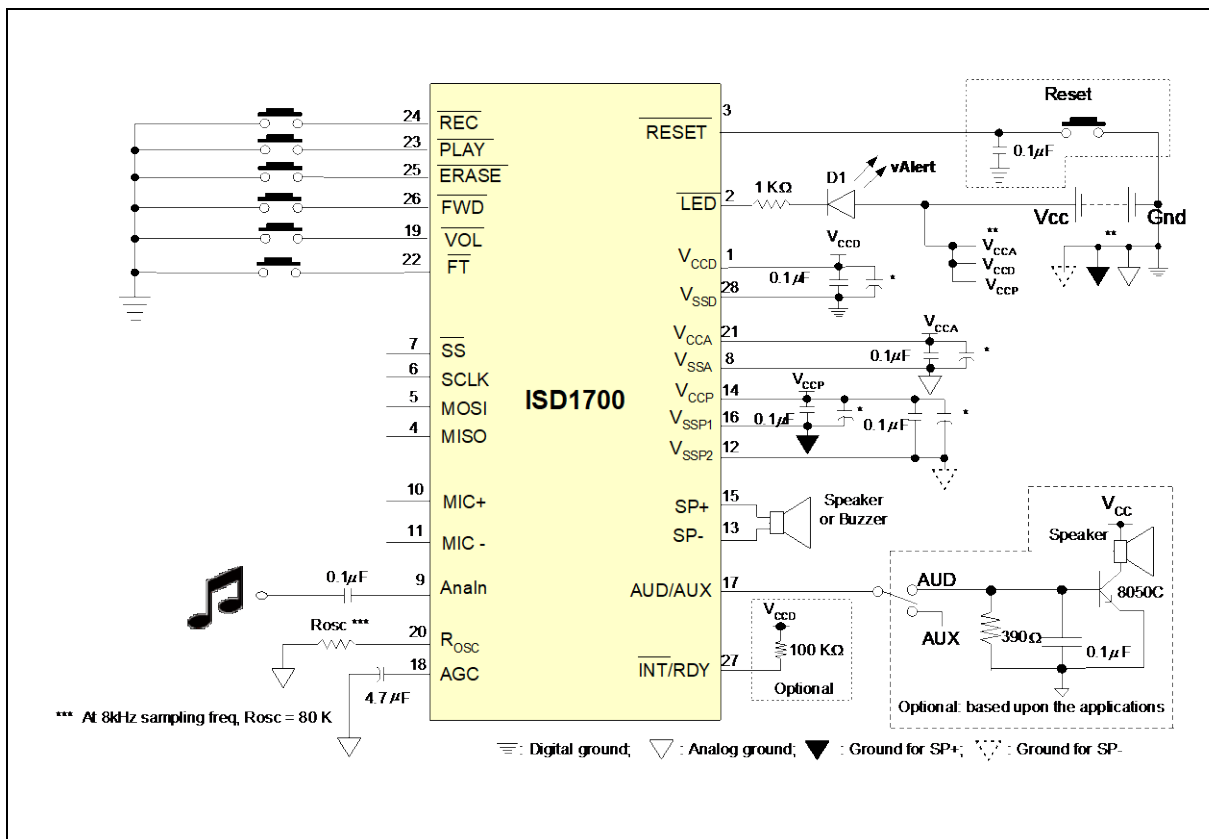 24 REC
23 PLAY
25 ERASE
26 FWD
19 VOL
22 FT
7 SS
6 SCLK
5 MOSI
4 MISO
10 MIC+
11 MIC -
0.1µF 9 AnaIn
Rosc *** 20 ROSC
4.7 µF 18 AGC
*** At 8kHz sampling freq, Rosc = 80 K
ISD1700
RESET 3
Reset
0.1µF
LED 2 1 KΩ D1 vAlert
Vcc Gnd
** **
VCCA
VCCD
VCCP
VCCD 1 VCCD
0.1µF *
VSSD 28
VCCA 21 VCCA
0.1µF *
VSSA 8
VCCP 14 VCCP
0.1µF * 0.1µF *
VSSP1 16
VSSP2 12
SP+ 15
SP- 13
Speaker
or Buzzer
AUD/AUX 17
AUD
AUX
390Ω
0.1µF
VCC
Speaker
8050C
Optional: based upon the applications
INT/RDY 27
VCCD
100 KΩ
Optional
: Digital ground; : Analog ground; : Ground for SP+; : Ground for SP-